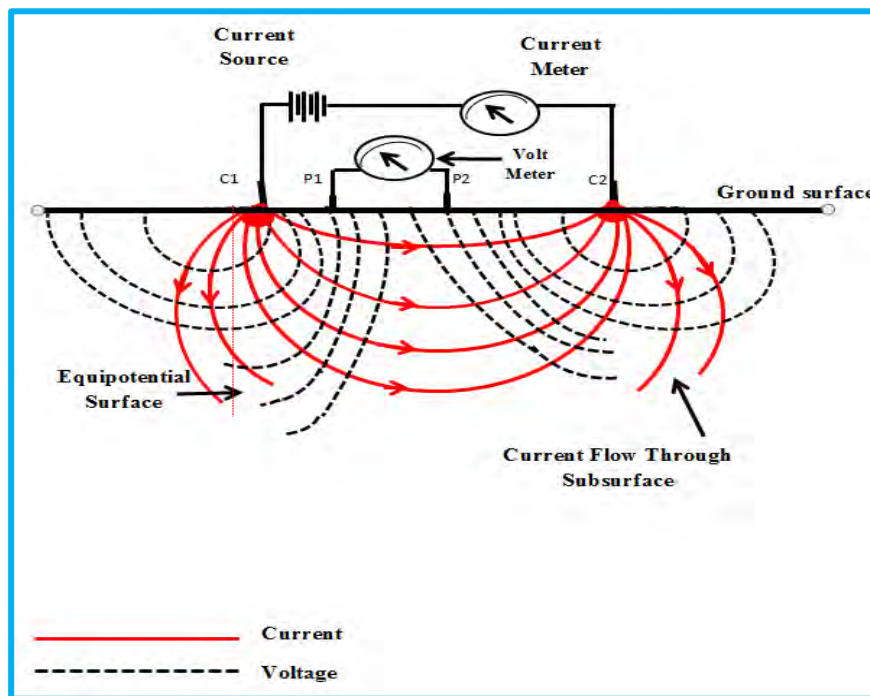 Current
Source
Current
Meter
Volt
Meter
C1
P1
P2
C2
Ground surface
Equipotential
Surface
Current Flow Through
Subsurface
Current
Voltage